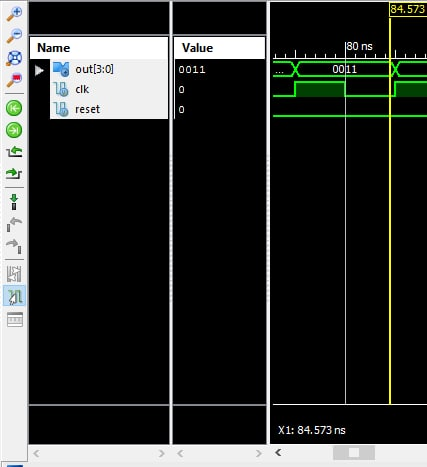 84.573
Name
Value
80 ns
out[3:0]
0011
...
0011
clk
0
reset
0
X1: 84.573 ns